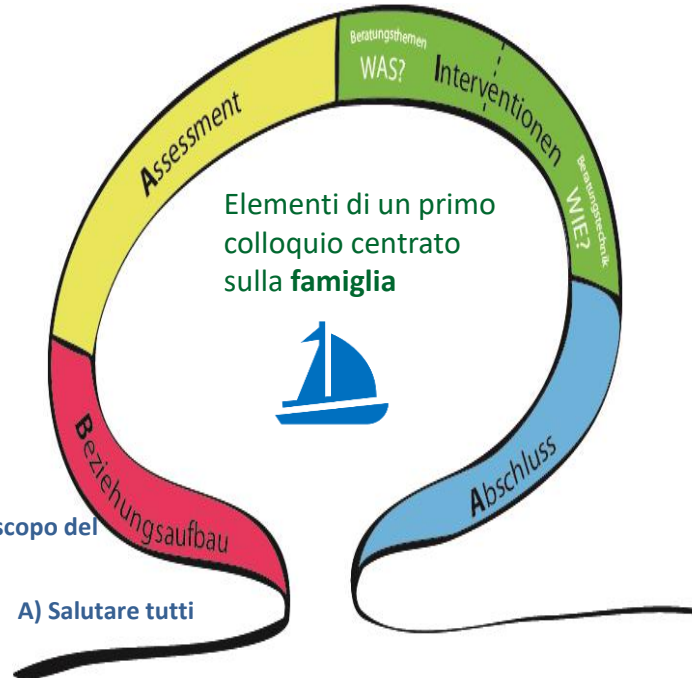 Beratungsthemen
WAS?
Interventionen
Beratungstechnik
WIE?
Assessment
Elementi di un primo
colloquio centrato
sulla famiglia
Beziehungsaufbau
Abschluss
scopo del
A) Salutare tutti